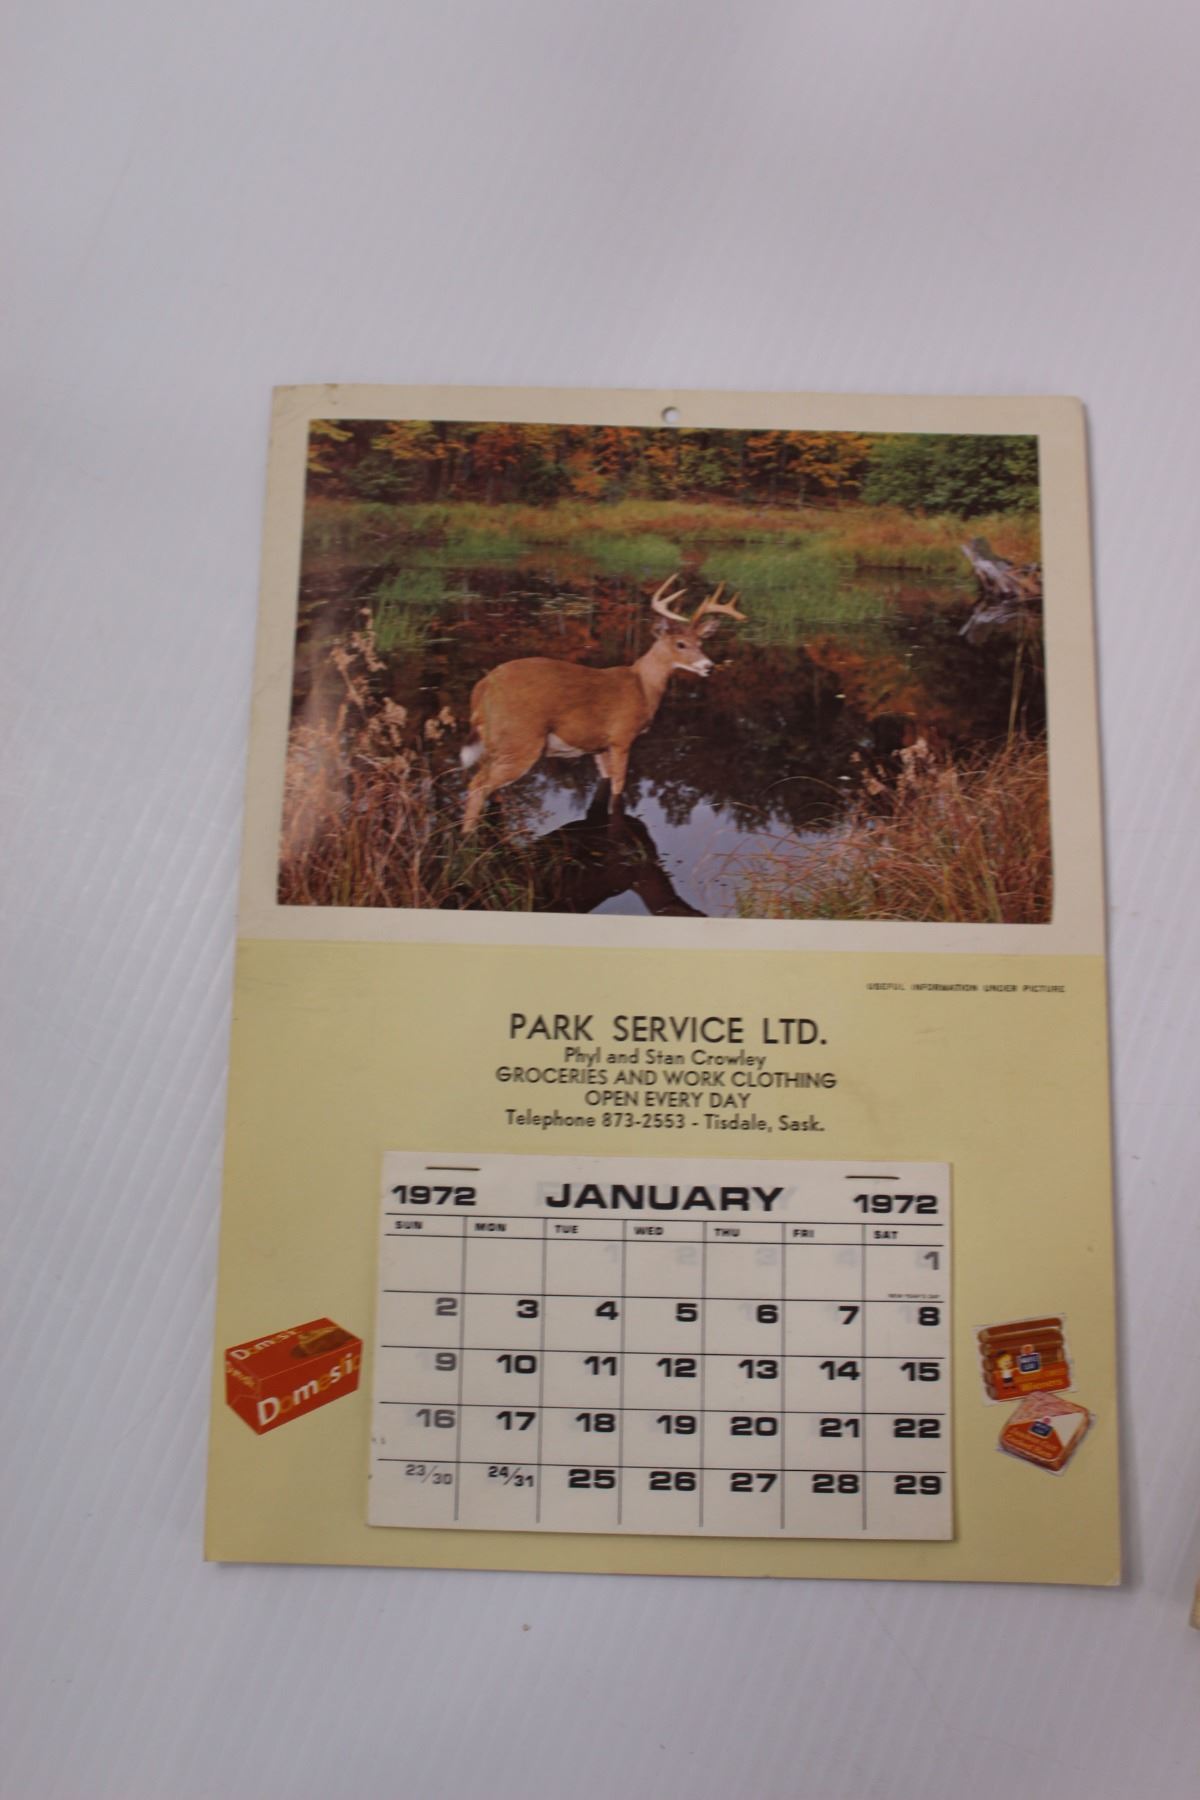 USEFUL INFORMATION UNDER PICTURE
PARK SERVICE LTD.
Phyl and Stan Crowley
GROCERIES AND WORK CLOTHING
OPEN EVERY DAY
Telephone 873-2553 - Tisdale, Sask.
1972 JANUARY 1972
SUN MON TUE WED THU FRI SAT
1
NEW YEAR'S DAY
2 3 4 5 6 7 8
9 10 11 12 13 14 15
16 17 18 19 20 21 22
23/30 24/31 25 26 27 28 29
Domestic
Domestic
Wieners